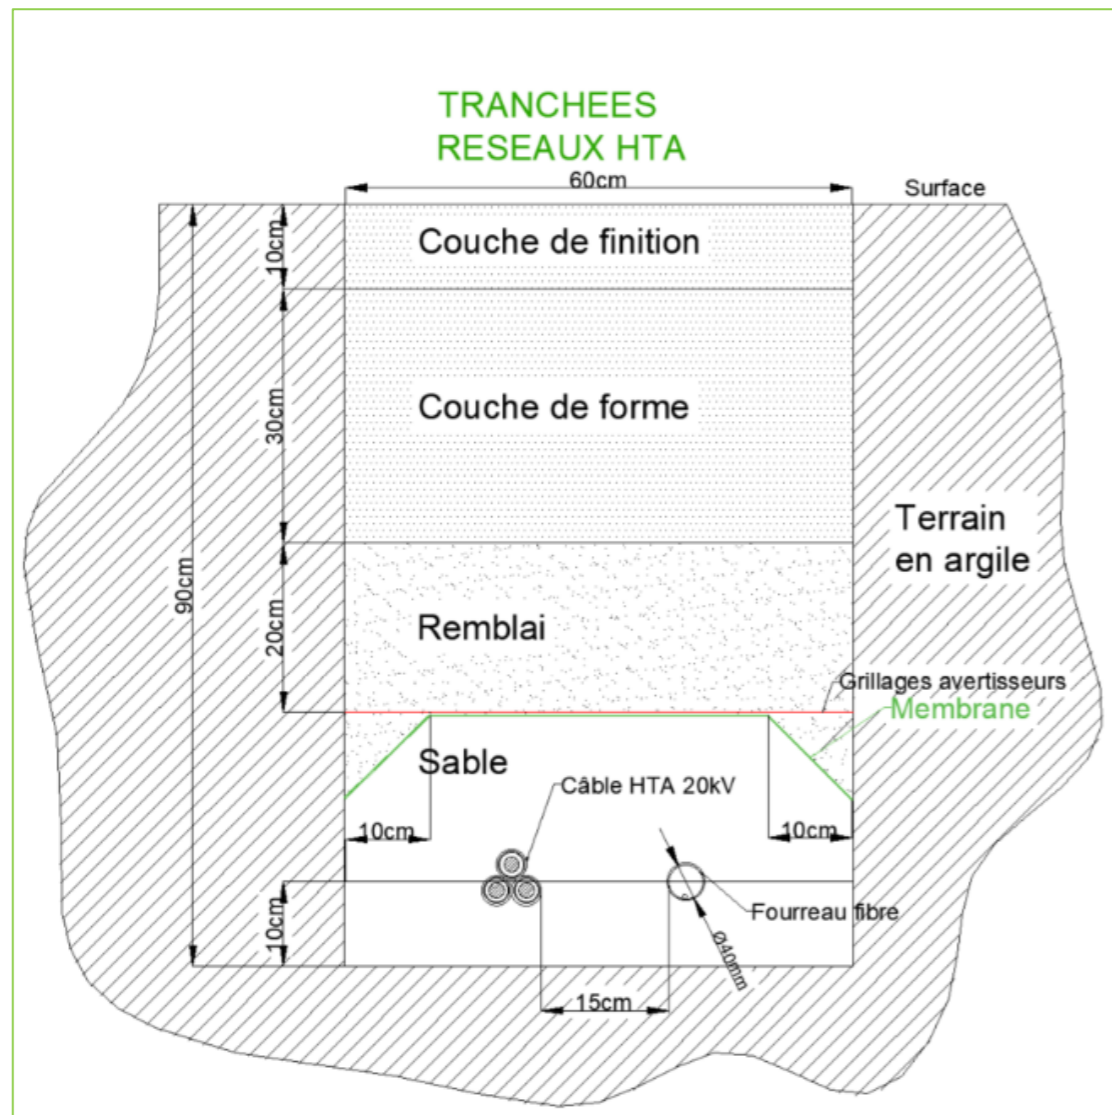 TRANCHEES
RESEAUX HTA
60cm
Surface
10cm
Couche de finition
30cm
Couche de forme
90cm
Terrain
en argile
20cm
Remblai
Grillages avertisseurs
Membrane
Sable
Câble HTA 20kV
10cm
10cm
10cm
Fourreau fibre
Ø40mm
15cm